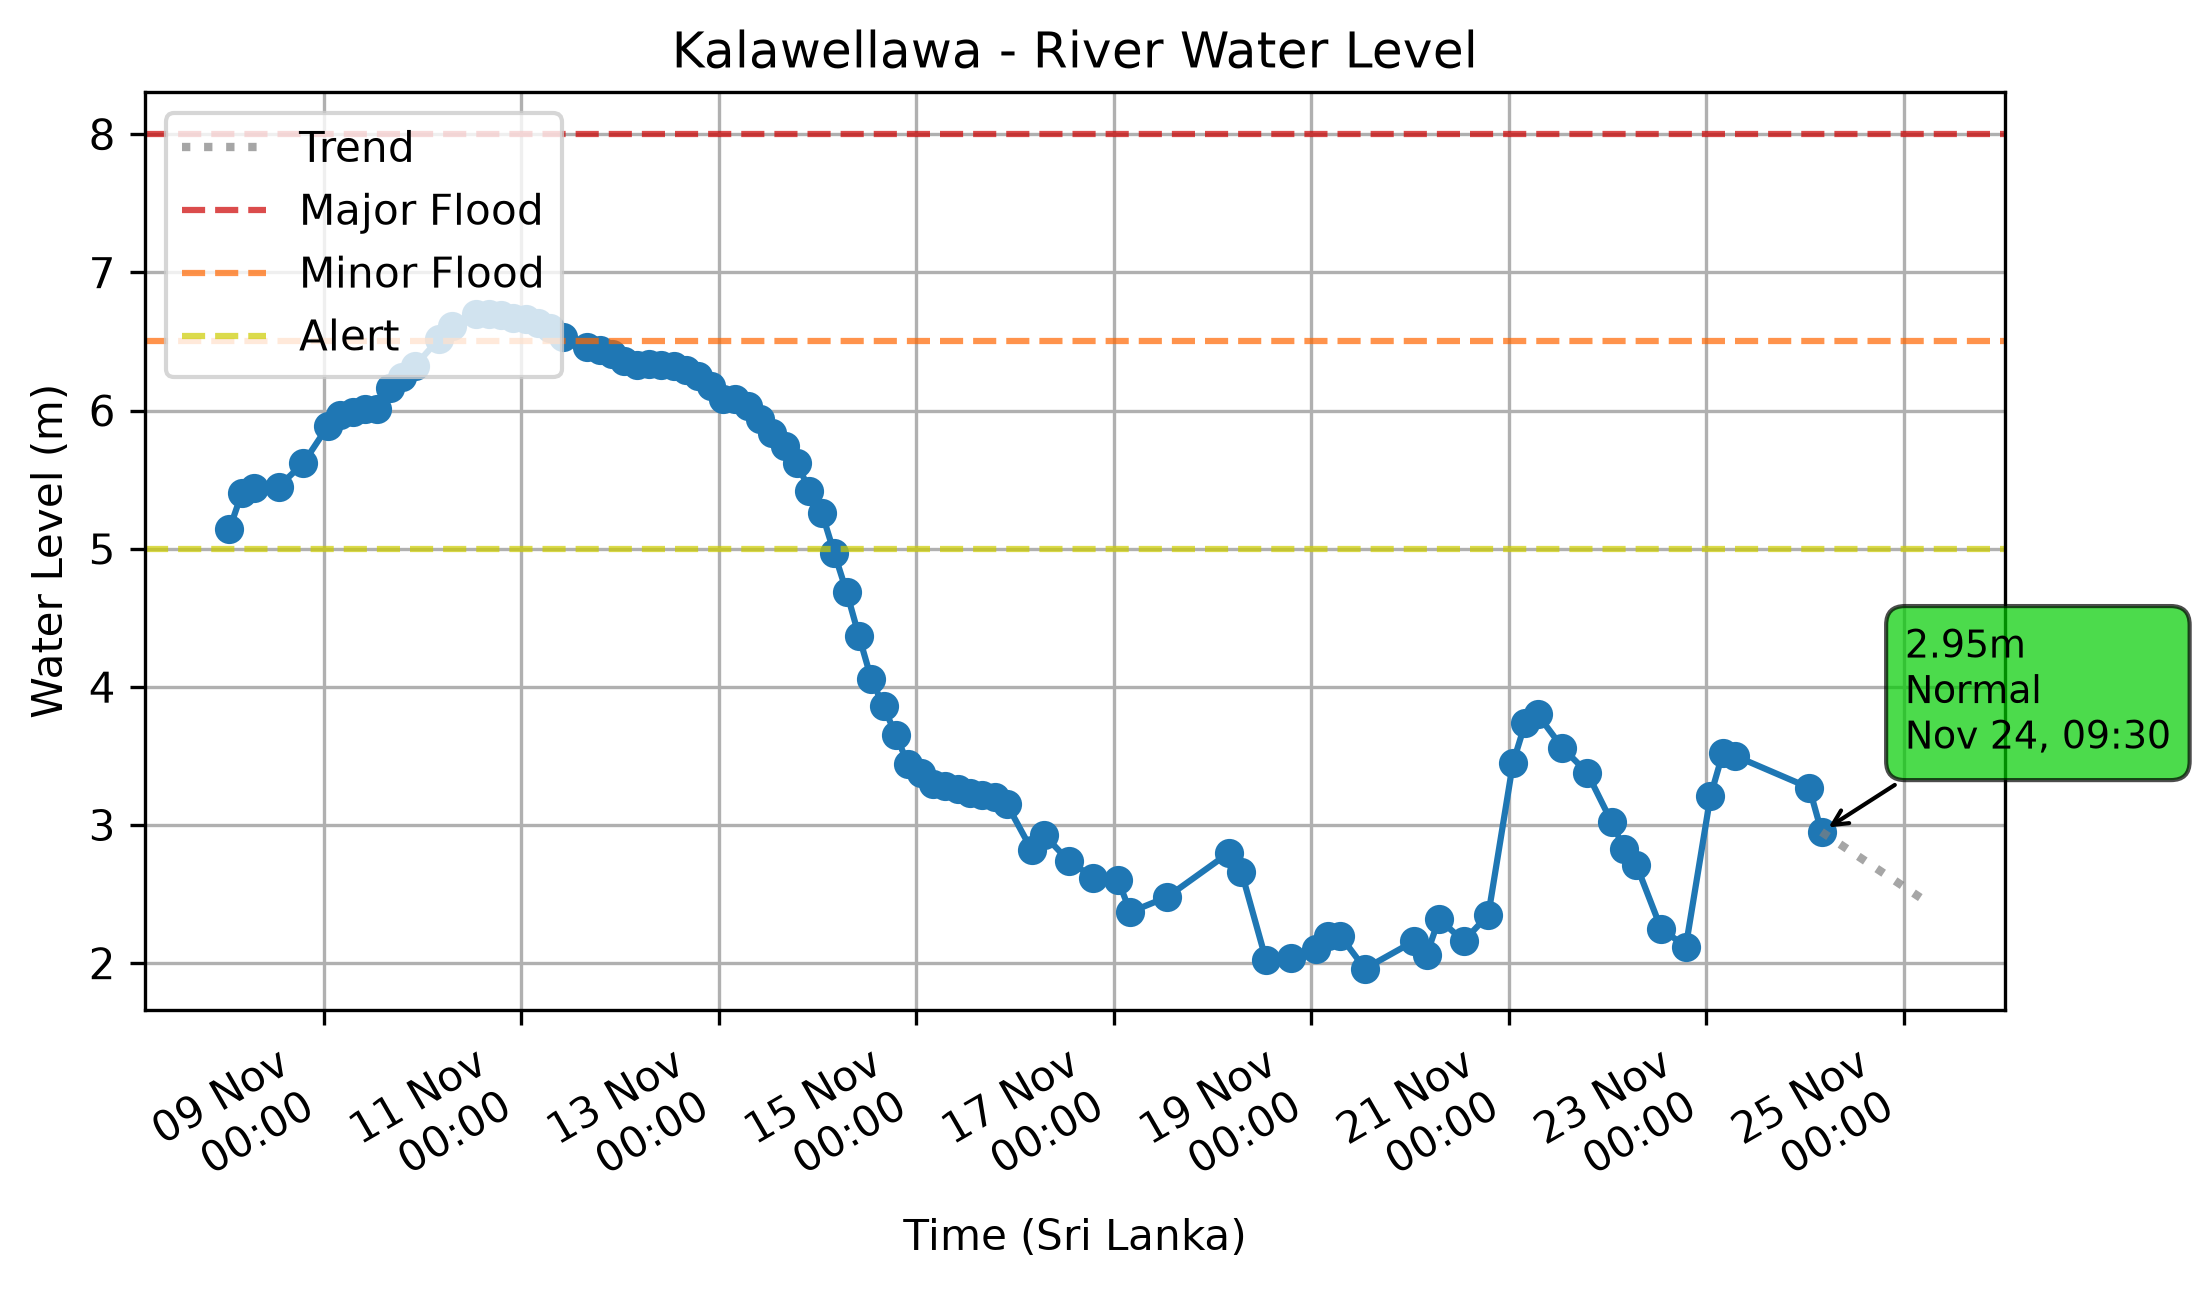 Kalawellawa - River Water Level
Trend
Major Flood
Minor Flood
Alert
Water Level (m)
8
7
6
5
4
3
2
2.95m
Normal
Nov 24, 09:30
09 Nov
00:00
11 Nov
00:00
13 Nov
00:00
15 Nov
00:00
17 Nov
00:00
19 Nov
00:00
21 Nov
00:00
23 Nov
00:00
25 Nov
00:00
Time (Sri Lanka)